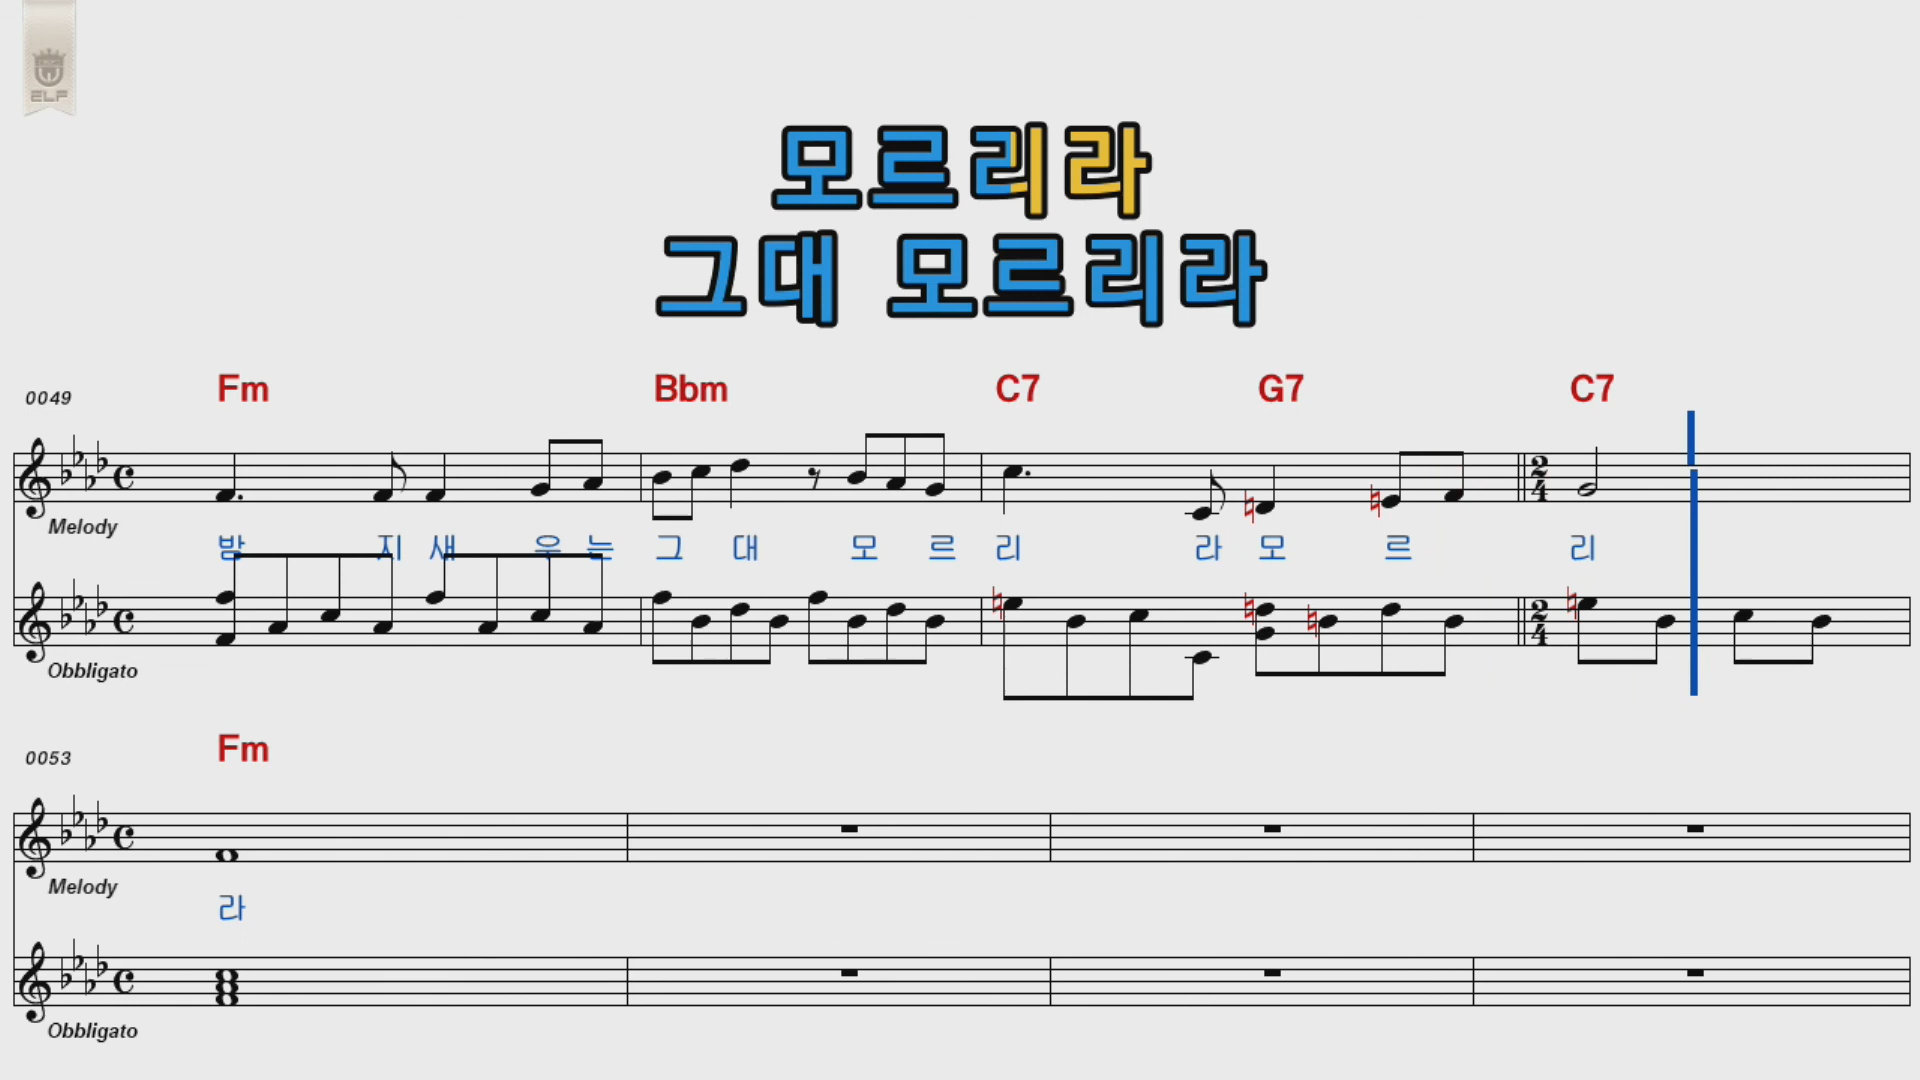 ELF
모르리라
그대 모르리라
0049 Fm Bbm C7 G7 C7
Melody
밤 지 새 우 는 그 대 모 르 리 라 모 르 리
Obbligato
0053 Fm
Melody
라
Obbligato